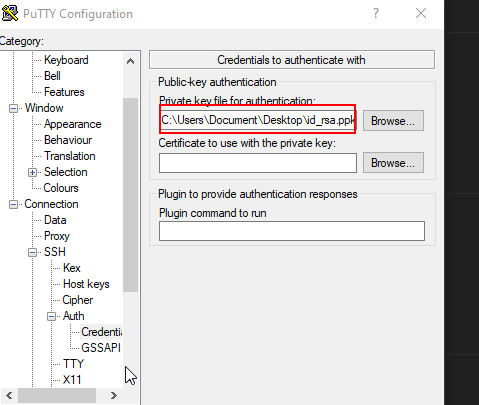 PuTTY Configuration
Category:
Keyboard
Bell
Features
Window
Appearance
Behaviour
Translation
Selection
Colours
Connection
Data
Proxy
SSH
Kex
Host keys
Cipher
Auth
Credentia
GSSAPI
TTY
X11
Credentials to authenticate with
Public-key authentication
Private key file for authentication:
C:\Users\Document\Desktop\id_rsa.ppk
Browse...
Certificate to use with the private key:
Browse...
Plugin to provide authentication responses
Plugin command to run